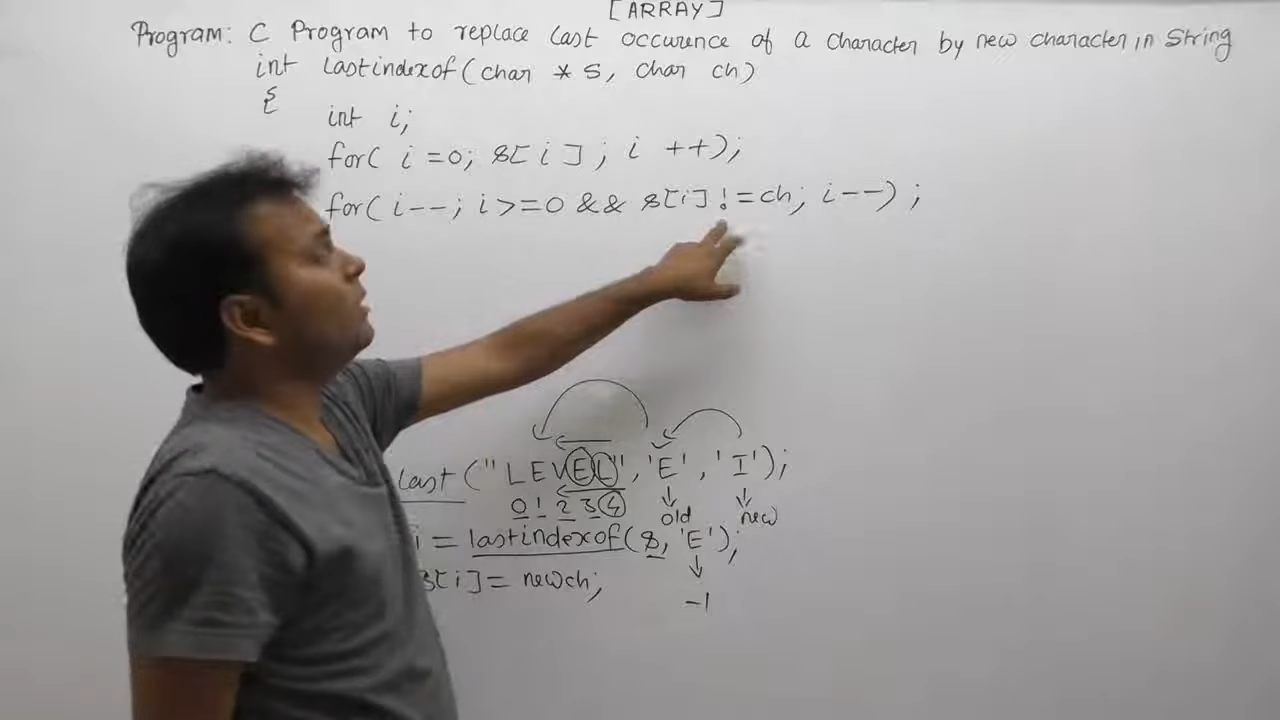 [ARRAY]
Program: C Program to replace last occurence of a character by new character in String
int lastindexof(char *s, char ch)
{
int i;
for( i =0; s[i]; i ++);
for( i--; i>=0 && s[i] !=ch; i--) ;
last ("LEVEL", 'E', 'I');
0 1 2 3 4
old new
i = lastindexof(s, 'E');
s[i]= newch;
-1